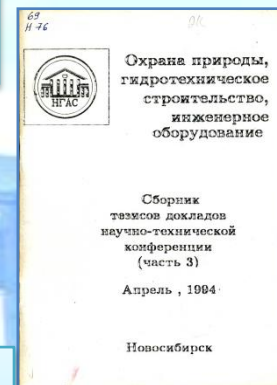 69
Н 76
НГАС
Охрана природы,
гидротехническое
строительство,
инженерное
оборудование
Сборник
тезисов докладов
научно-технической
конференции
(часть 3)
Апрель , 1994
Новосибирск